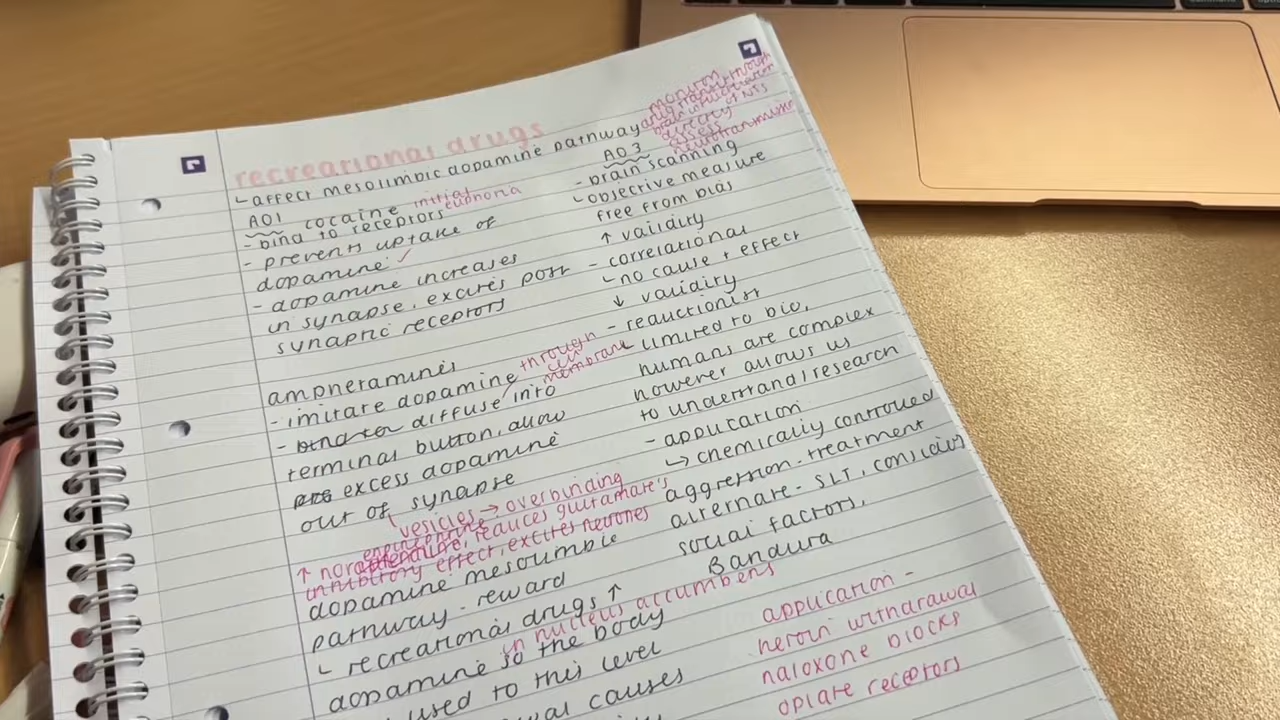 recreational drugs
↳ affect mesolimbic dopamine pathway
AO1 cocaine initial euphoria
- bind to receptors
- prevents uptake of
dopamine ✓
- dopamine increases
in synapse, excites post
synaptic receptors
amphetamines
- imitate dopamine through cell membrane
- diffuse into
terminal button, allow
excess dopamine
out of synapse
vesicles → overbinding
↑ noradrenaline, reduces glutamate's
inhibitory effect, excites neurones
dopamine mesolimbic
pathway - reward
↳ recreational drugs ↑
in nucleus accumbens
dopamine so the body
used to this level
causes
AO3
- brain scanning
↳ objective measure
free from bias
↑ validity
- correlational
↳ no cause + effect
↓ validity
- reductionist
limited to bio,
humans are complex
however allows us
to understand / research
- application
↳ chemically controlled
aggression - treatment
alternate - SLT, consider
social factors,
Bandura
application -
heroin withdrawal
naloxone blocks
opiate receptors
monitor
directly
assess